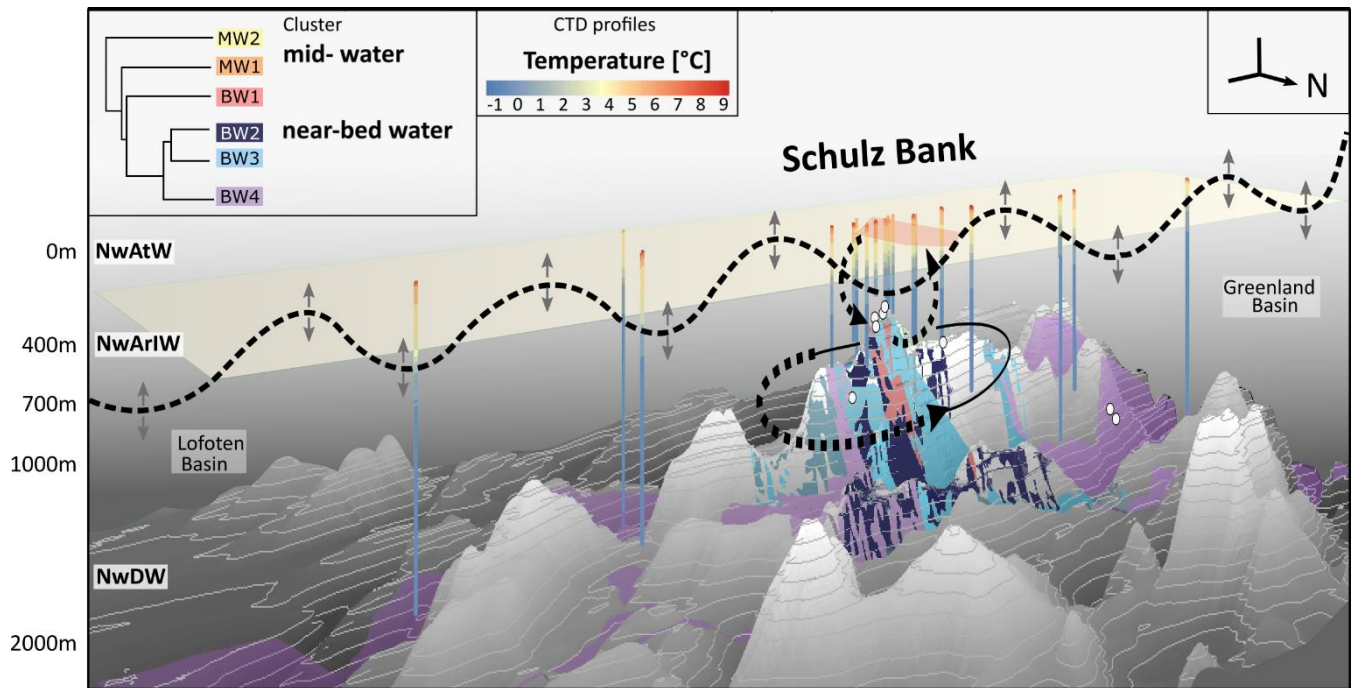 Cluster
MW2
mid- water
MW1
BW1
BW2
near-bed water
BW3
BW4
CTD profiles
Temperature [°C]
-1 0 1 2 3 4 5 6 7 8 9
N
Schulz Bank
0m
NwAtW
Greenland
Basin
400m
NwArIW
700m
Lofoten
Basin
1000m
NwDW
2000m